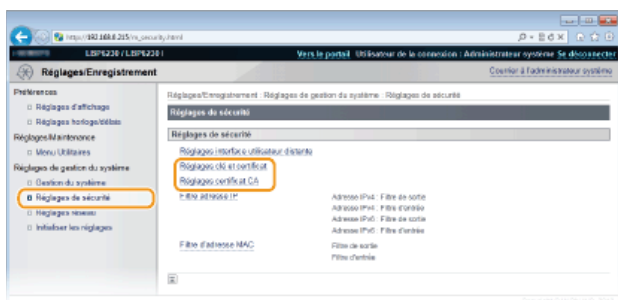 http://192.168.6.215/m_security.html
LBP6230 / LBP6230
Vers le portail Utilisateur de la connexion : Administrateur système Se déconnecter
Réglages/Enregistrement
Courrier à l'administrateur système
Préférences
Réglages d'affichage
Réglages horloge/délais
Réglages/Maintenance
Menu Utilitaires
Réglages de gestion du système
Gestion du système
Réglages de sécurité
Réglages réseau
Initialiser les réglages
Réglages/Enregistrement : Réglages de gestion du système : Réglages de sécurité
Réglages de sécurité
Réglages de sécurité
Réglages interface utilisateur distante
Réglages clé et certificat
Réglages certificat CA
Filtre adresse IP
Adresse IPv4 : Filtre de sortie
Adresse IPv4 : Filtre d'entrée
Adresse IPv6 : Filtre de sortie
Adresse IPv6 : Filtre d'entrée
Filtre d'adresse MAC
Filtre de sortie
Filtre d'entrée